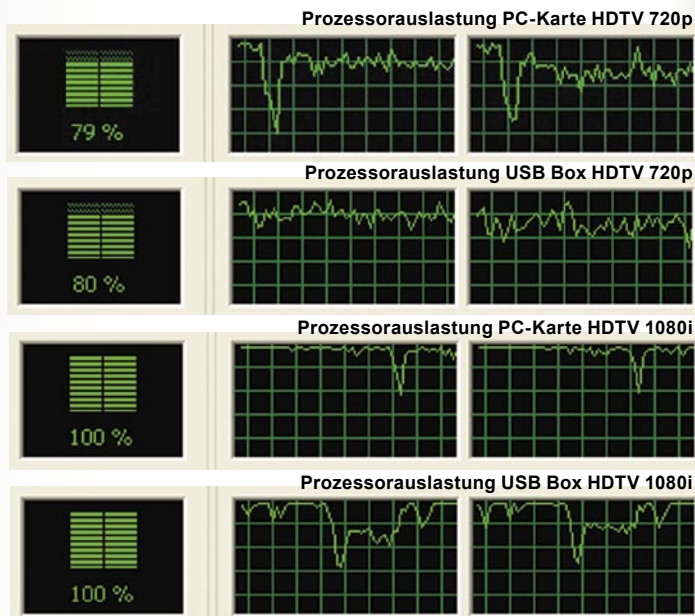 Prozessorauslastung PC-Karte HDTV 720p
79 %
Prozessorauslastung USB Box HDTV 720p
80 %
Prozessorauslastung PC-Karte HDTV 1080i
100 %
Prozessorauslastung USB Box HDTV 1080i
100 %